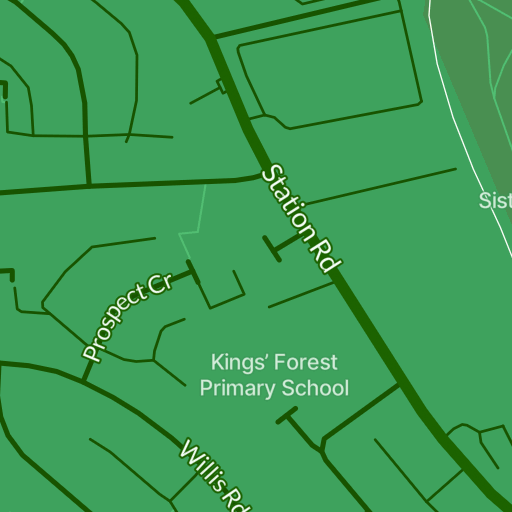 Station Rd
Sist
Prospect Cr
Kings’ Forest
Primary School
Willis Rd